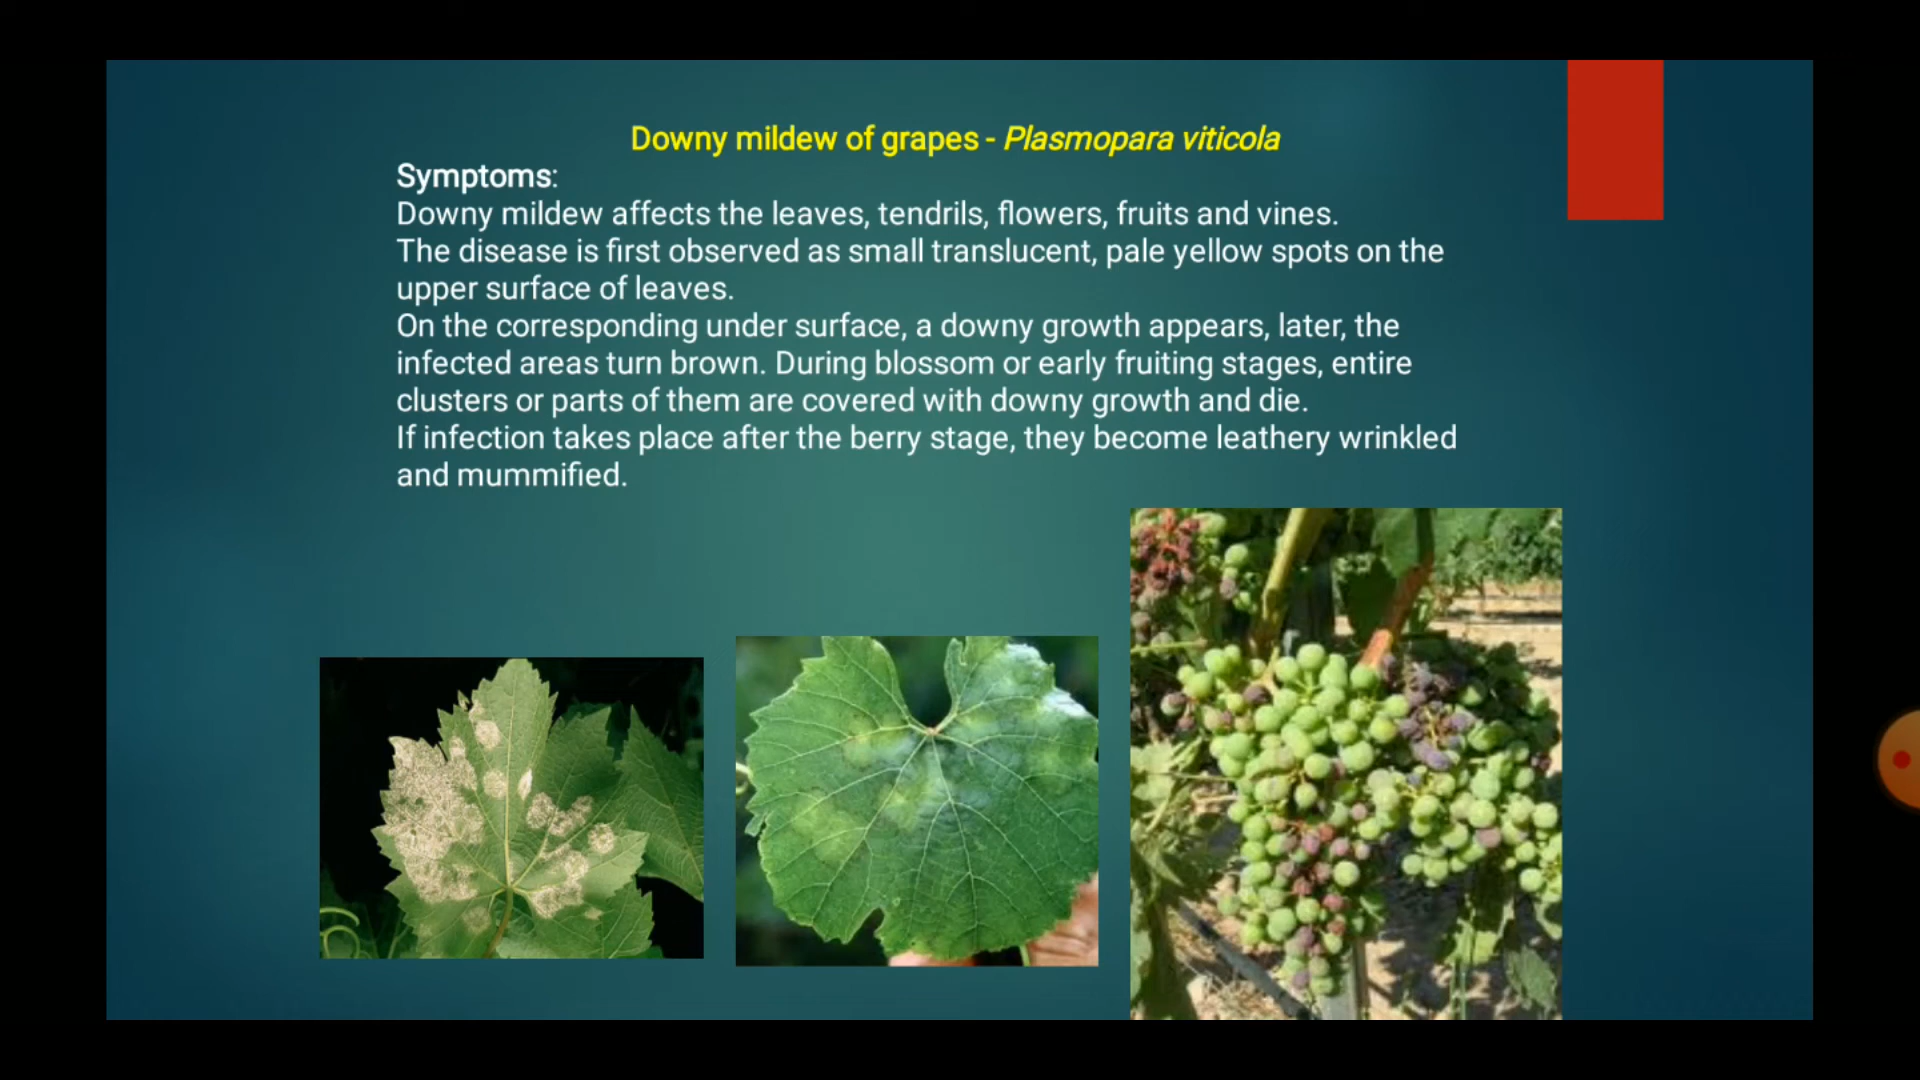 Downy mildew of grapes - Plasmopara viticola
Symptoms:
Downy mildew affects the leaves, tendrils, flowers, fruits and vines.
The disease is first observed as small translucent, pale yellow spots on the
upper surface of leaves.
On the corresponding under surface, a downy growth appears, later, the
infected areas turn brown. During blossom or early fruiting stages, entire
clusters or parts of them are covered with downy growth and die.
If infection takes place after the berry stage, they become leathery wrinkled
and mummified.